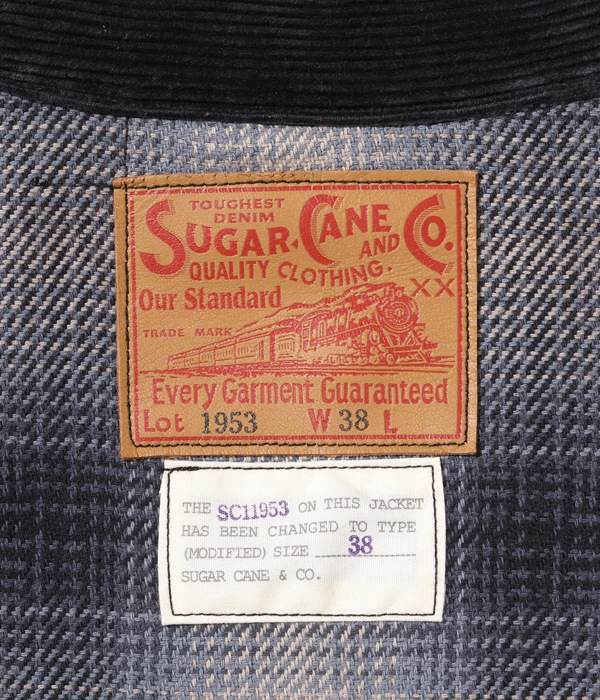 TOUGHEST
DENIM
SUGAR CANE AND CO.
QUALITY CLOTHING.
Our Standard XX
TRADE MARK
Every Garment Guaranteed
Lot 1953 W 38 L
THE SC11953 ON THIS JACKET
HAS BEEN CHANGED TO TYPE
(MODIFIED) SIZE 38
SUGAR CANE & CO.